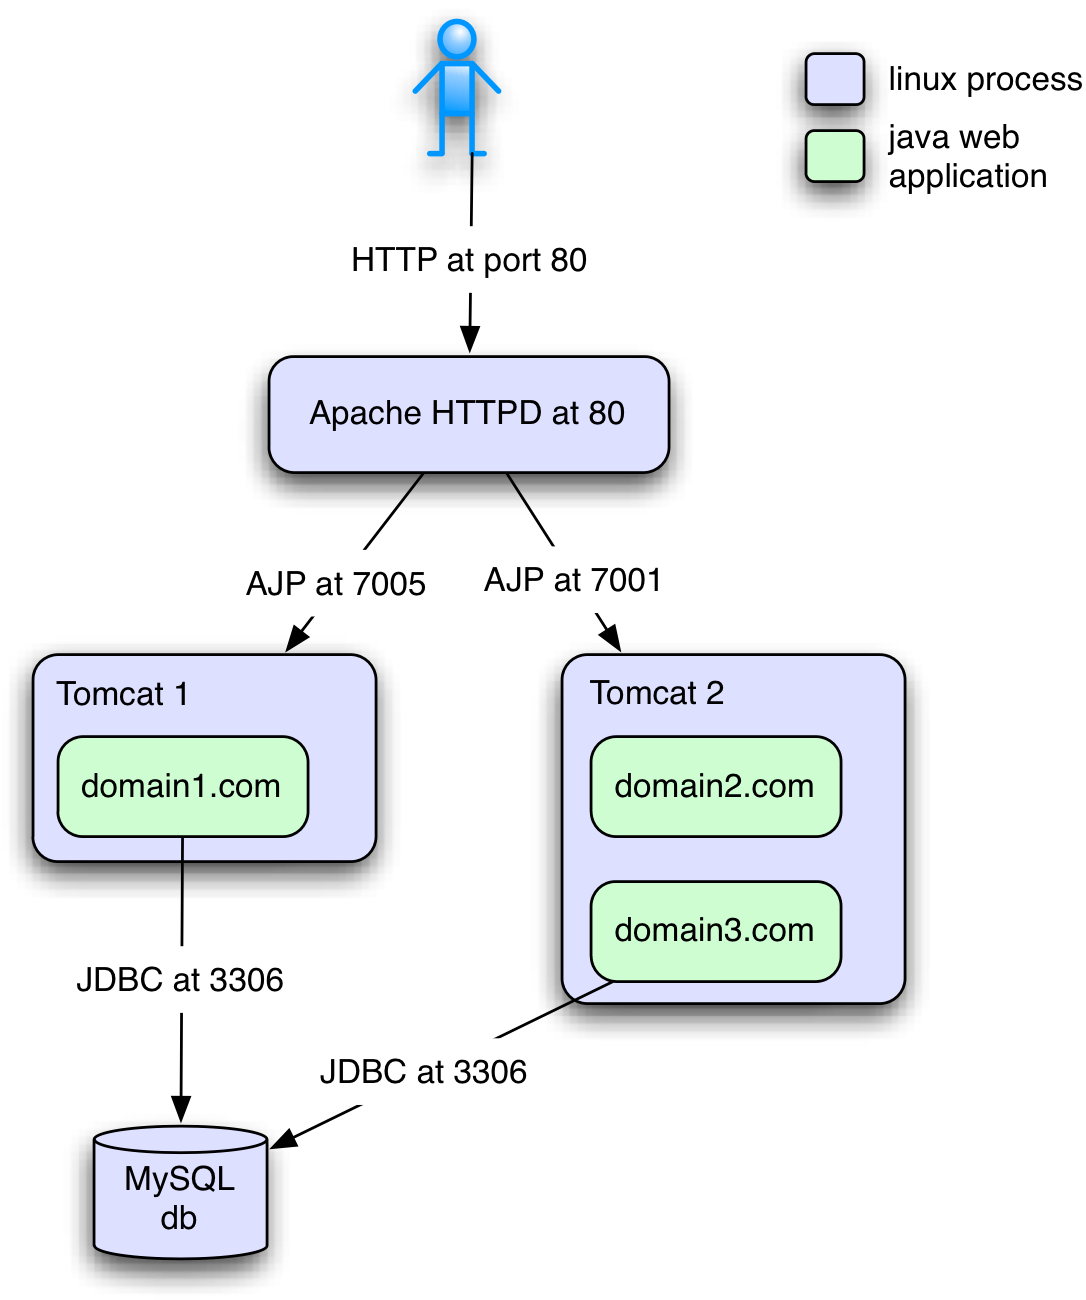 linux process
java web
application
HTTP at port 80
Apache HTTPD at 80
AJP at 7005
AJP at 7001
Tomcat 1
domain1.com
Tomcat 2
domain2.com
domain3.com
JDBC at 3306
JDBC at 3306
MySQL
db